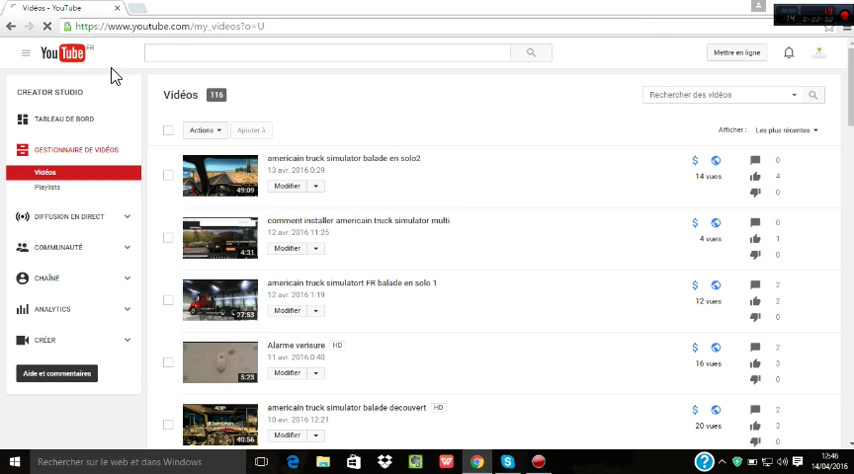 Vidéos - YouTube
https://www.youtube.com/my_videos?o=U
14
19
0:02:02
YouTube FR
Mettre en ligne
CREATOR STUDIO
TABLEAU DE BORD
GESTIONNAIRE DE VIDÉOS
Vidéos
Playlists
DIFFUSION EN DIRECT
COMMUNAUTÉ
CHAÎNE
ANALYTICS
CRÉER
Aide et commentaires
Vidéos 116
Rechercher des vidéos
Actions
Ajouter à
Afficher : Les plus récentes
americain truck simulator balade en solo2
13 avr. 2016 0:29
Modifier
49:09
14 vues
0
4
0
comment installer americain truck simulator multi
12 avr. 2016 11:25
Modifier
4:31
4 vues
0
1
0
americain truck simulatort FR balade en solo 1
12 avr. 2016 1:19
Modifier
27:53
12 vues
2
2
0
Alarme verisure HD
11 avr. 2016 0:40
Modifier
5:23
16 vues
2
3
0
americain truck simulator balade decouvert HD
10 avr. 2016 12:21
Modifier
40:56
20 vues
2
3
0
Rechercher sur le web et dans Windows
12:46
14/04/2016